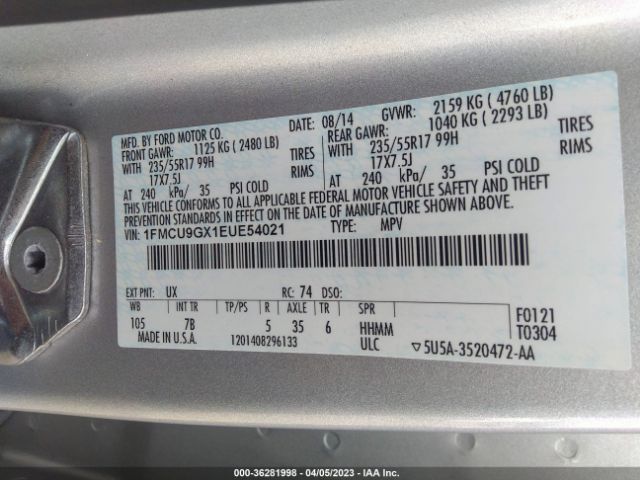 MFD. BY FORD MOTOR CO. DATE: 08/14 GVWR: 2159 KG ( 4760 LB)
FRONT GAWR: 1125 KG ( 2480 LB) REAR GAWR: 1040 KG ( 2293 LB)
WITH 235/55R17 99H TIRES WITH 235/55R17 99H TIRES
17X7.5J RIMS 17X7.5J RIMS
AT 240 kPa/ 35 PSI COLD AT 240 kPa/ 35 PSI COLD
THIS VEHICLE CONFORMS TO ALL APPLICABLE FEDERAL MOTOR VEHICLE SAFETY AND THEFT
PREVENTION STANDARDS IN EFFECT ON THE DATE OF MANUFACTURE SHOWN ABOVE.
VIN: 1FMCU9GX1EUE54021 TYPE: MPV
EXT PNT: UX RC: 74 DSO:
WB INT TR TP/PS R AXLE TR SPR F0121
105 7B 5 35 6 HHMM T0304
MADE IN U.S.A. 1201408296133 ULC ▽5U5A-3520472-AA
000-36281998 - 04/05/2023 - IAA Inc.